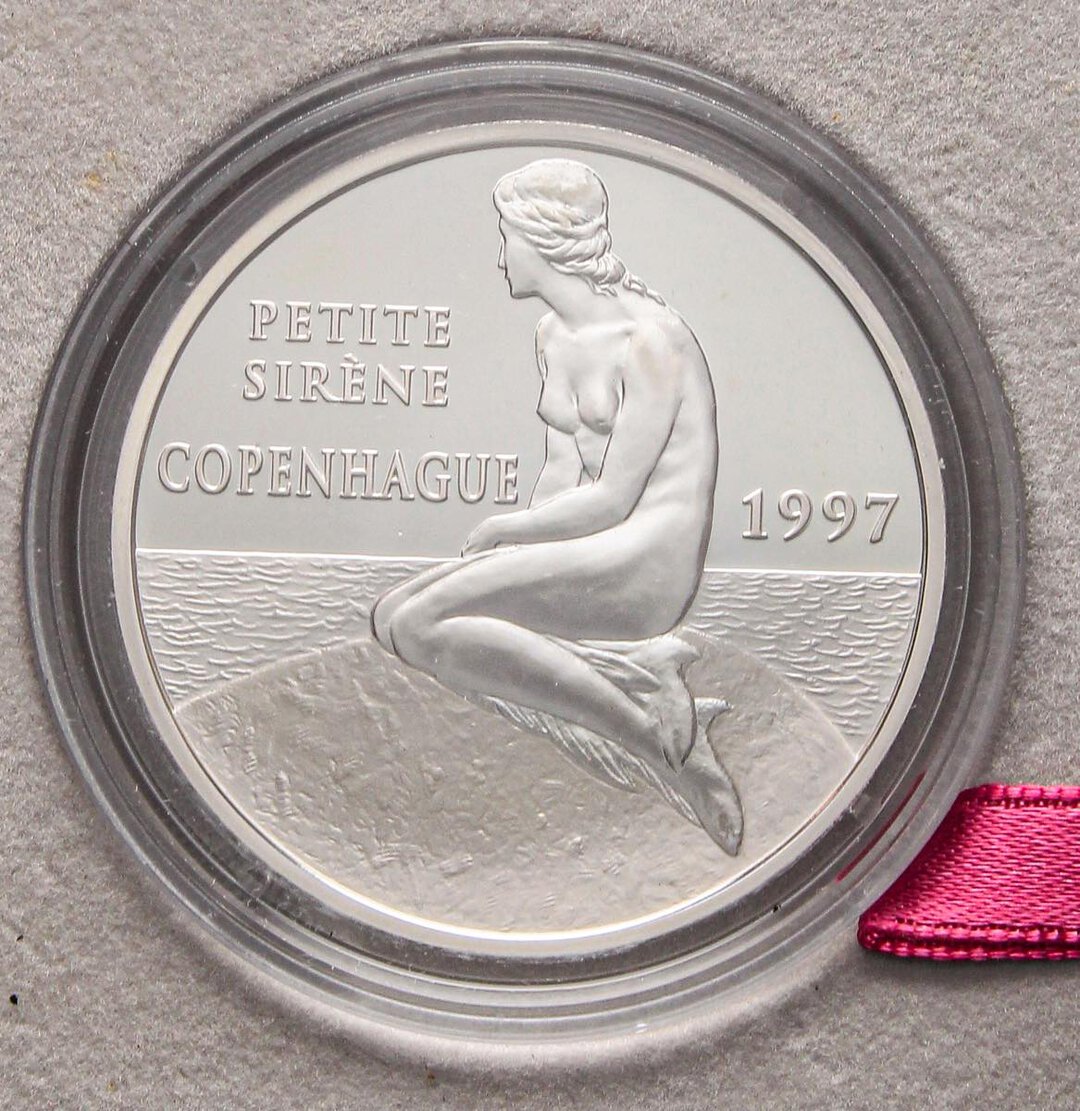 PETITE
SIRÈNE
COPENHAGUE
1997